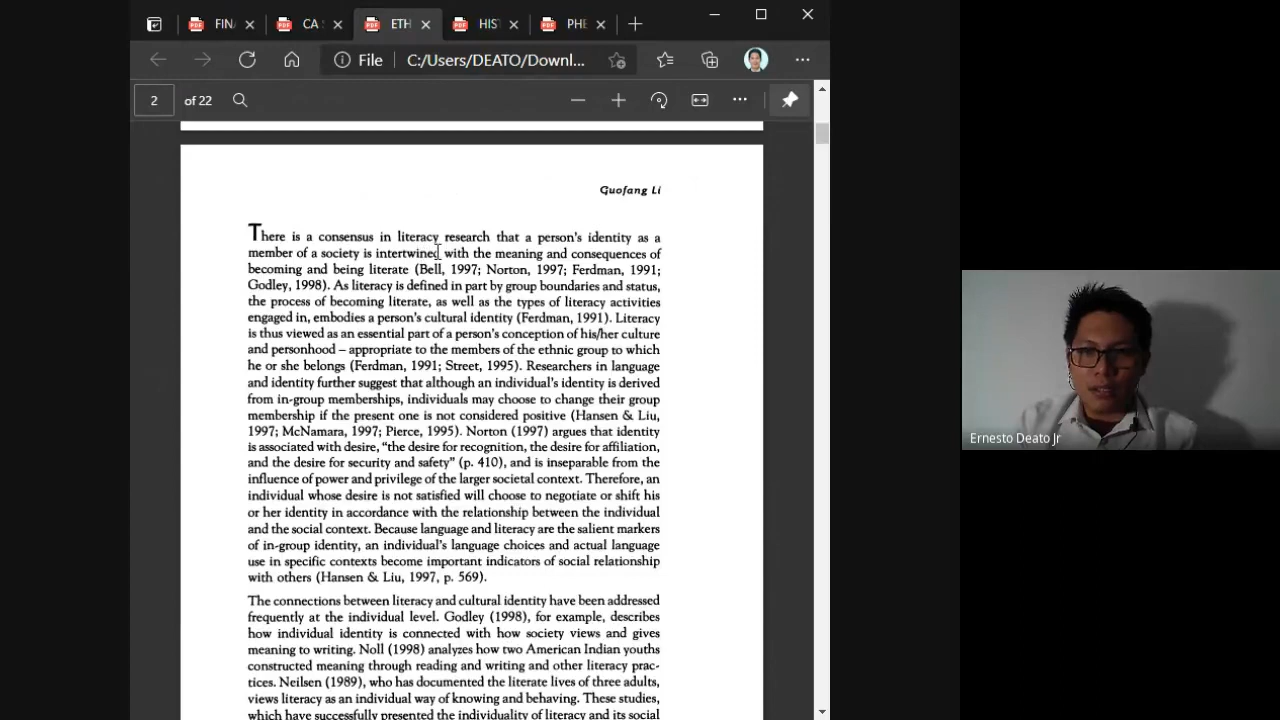 FIN
CA
ETH
HIS
PHE
File
C:/Users/DEATO/Downl...
2
of 22
Guofang Li
There is a consensus in literacy research that a person's identity as a
member of a society is intertwined with the meaning and consequences of
becoming and being literate (Bell, 1997; Norton, 1997; Ferdman, 1991;
Godley, 1998). As literacy is defined in part by group boundaries and status,
the process of becoming literate, as well as the types of literacy activities
engaged in, embodies a person's cultural identity (Ferdman, 1991). Literacy
is thus viewed as an essential part of a person's conception of his/her culture
and personhood – appropriate to the members of the ethnic group to which
he or she belongs (Ferdman, 1991; Street, 1995). Researchers in language
and identity further suggest that although an individual's identity is derived
from in-group memberships, individuals may choose to change their group
membership if the present one is not considered positive (Hansen & Liu,
1997; McNamara, 1997; Pierce, 1995). Norton (1997) argues that identity
is associated with desire, "the desire for recognition, the desire for affiliation,
and the desire for security and safety" (p. 410), and is inseparable from the
influence of power and privilege of the larger societal context. Therefore, an
individual whose desire is not satisfied will choose to negotiate or shift his
or her identity in accordance with the relationship between the individual
and the social context. Because language and literacy are the salient markers
of in-group identity, an individual's language choices and actual language
use in specific contexts become important indicators of social relationship
with others (Hansen & Liu, 1997, p. 569).
The connections between literacy and cultural identity have been addressed
frequently at the individual level. Godley (1998), for example, describes
how individual identity is connected with how society views and gives
meaning to writing. Noll (1998) analyzes how two American Indian youths
constructed meaning through reading and writing and other literacy prac-
tices. Neilsen (1989), who has documented the literate lives of three adults,
views literacy as an individual way of knowing and behaving. These studies,
which have successfully presented the individuality of literacy and its social
Ernesto Deato Jr